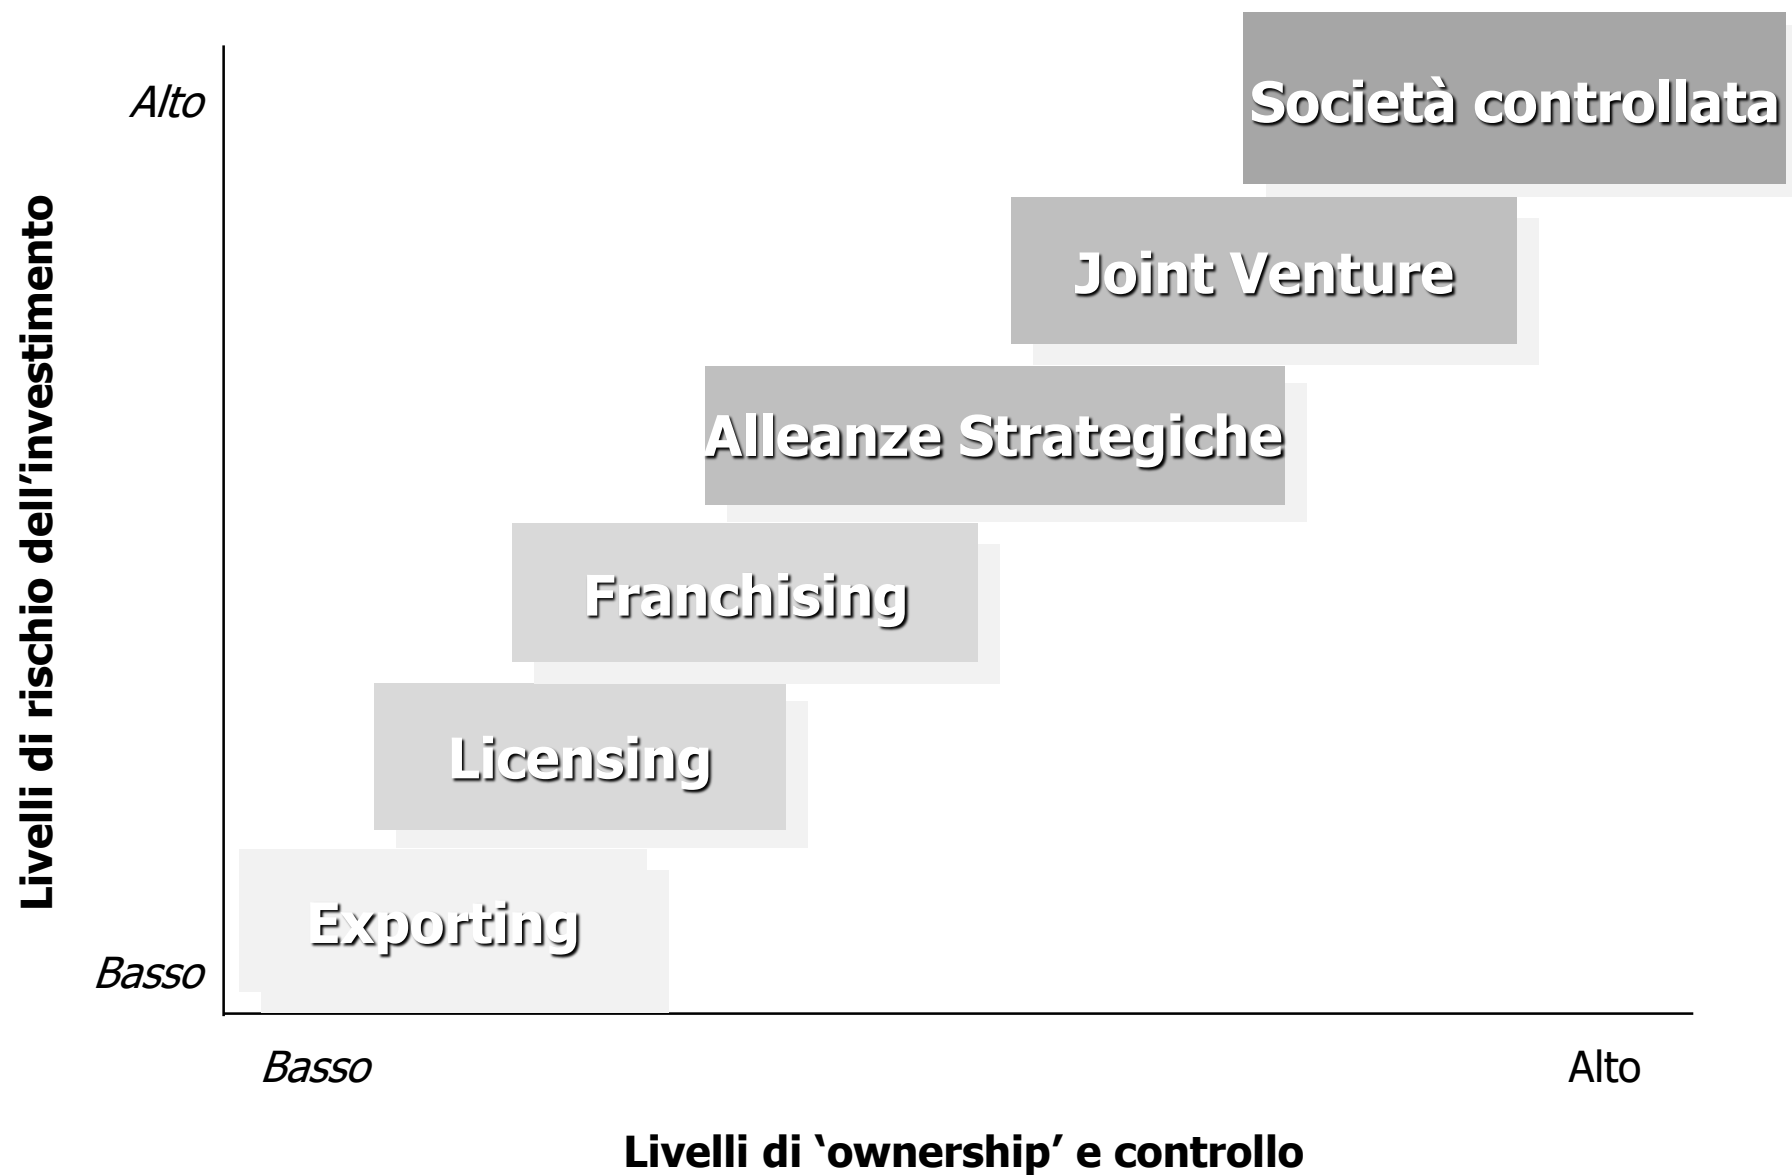 Alto
Società controllata
Joint Venture
Alleanze Strategiche
Franchising
Licensing
Exporting
Livelli di rischio dell’investimento
Basso
Basso
Alto
Livelli di ‘ownership’ e controllo